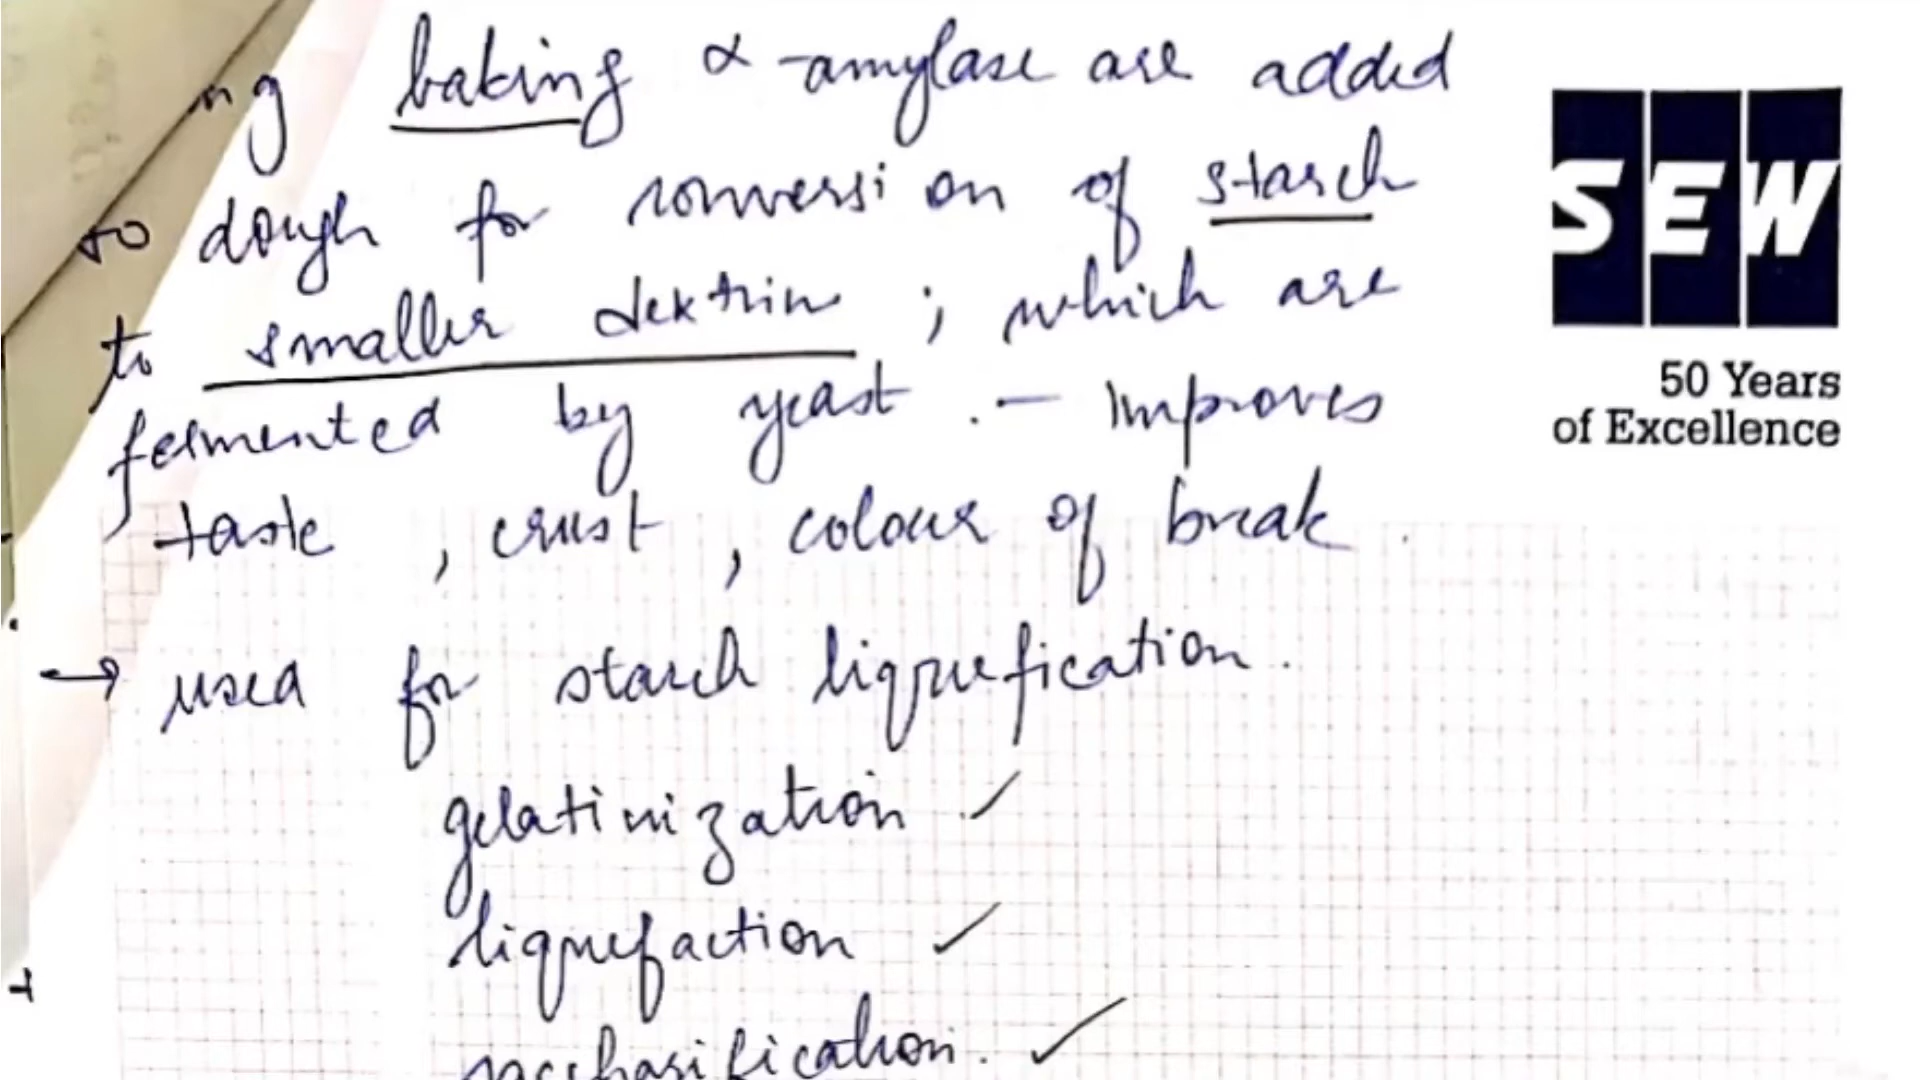 ng baking α-amylase are added
to dough for conversion of starch
to smaller dextrin ; which are
fermented by yeast . — Improves
taste , crust , colour of break .
→ used for starch liquefication .
gelatinization ✓
liquefaction ✓
saccharification . ✓
SEW
50 Years
of Excellence